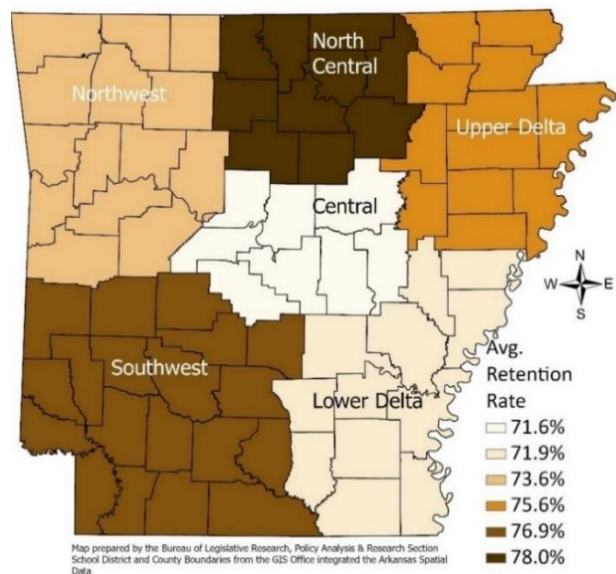 North
Central
Northwest
Upper Delta
Central
N
W E
S
Southwest
Lower Delta
Avg.
Retention
Rate
71.6%
71.9%
73.6%
75.6%
76.9%
78.0%
Map prepared by the Bureau of Legislative Research, Policy Analysis & Research Section
School District and County Boundaries from the GIS Office integrated the Arkansas Spatial
Data